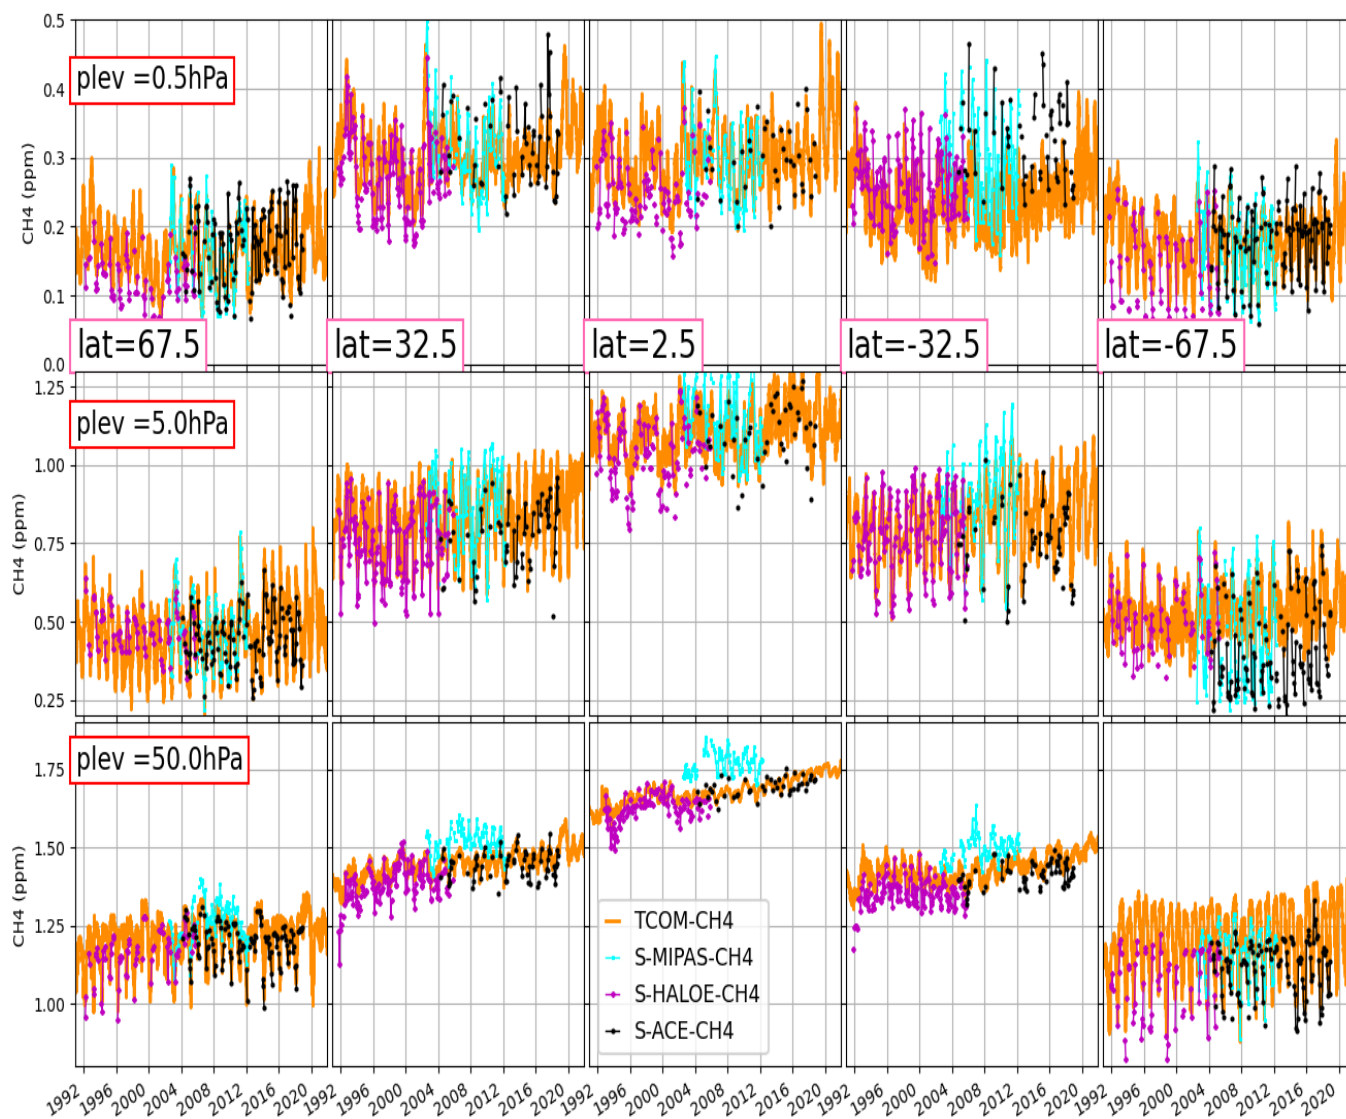 0.5
0.4
0.3
0.2
0.1
0.0
CH4 (ppm)
plev =0.5hPa
lat=67.5
lat=32.5
lat=2.5
lat=-32.5
lat=-67.5
1.25
1.00
0.75
0.50
0.25
CH4 (ppm)
plev =5.0hPa
1.75
1.50
1.25
1.00
CH4 (ppm)
plev =50.0hPa
TCOM-CH4
S-MIPAS-CH4
S-HALOE-CH4
S-ACE-CH4
1992 1996 2000 2004 2008 2012 2016 2020
1992 1996 2000 2004 2008 2012 2016 2020
1992 1996 2000 2004 2008 2012 2016 2020
1992 1996 2000 2004 2008 2012 2016 2020
1992 1996 2000 2004 2008 2012 2016 2020